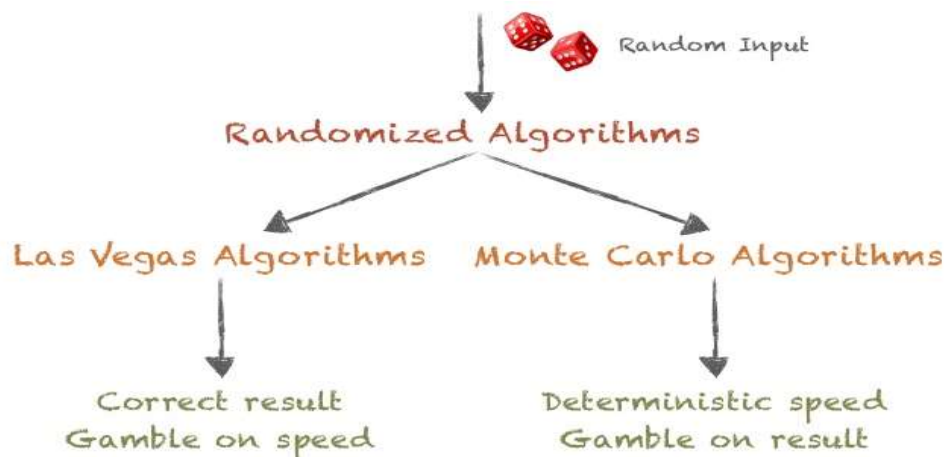 Random Input
Randomized Algorithms
Las Vegas Algorithms
Monte Carlo Algorithms
Correct result
Gamble on speed
Deterministic speed
Gamble on result